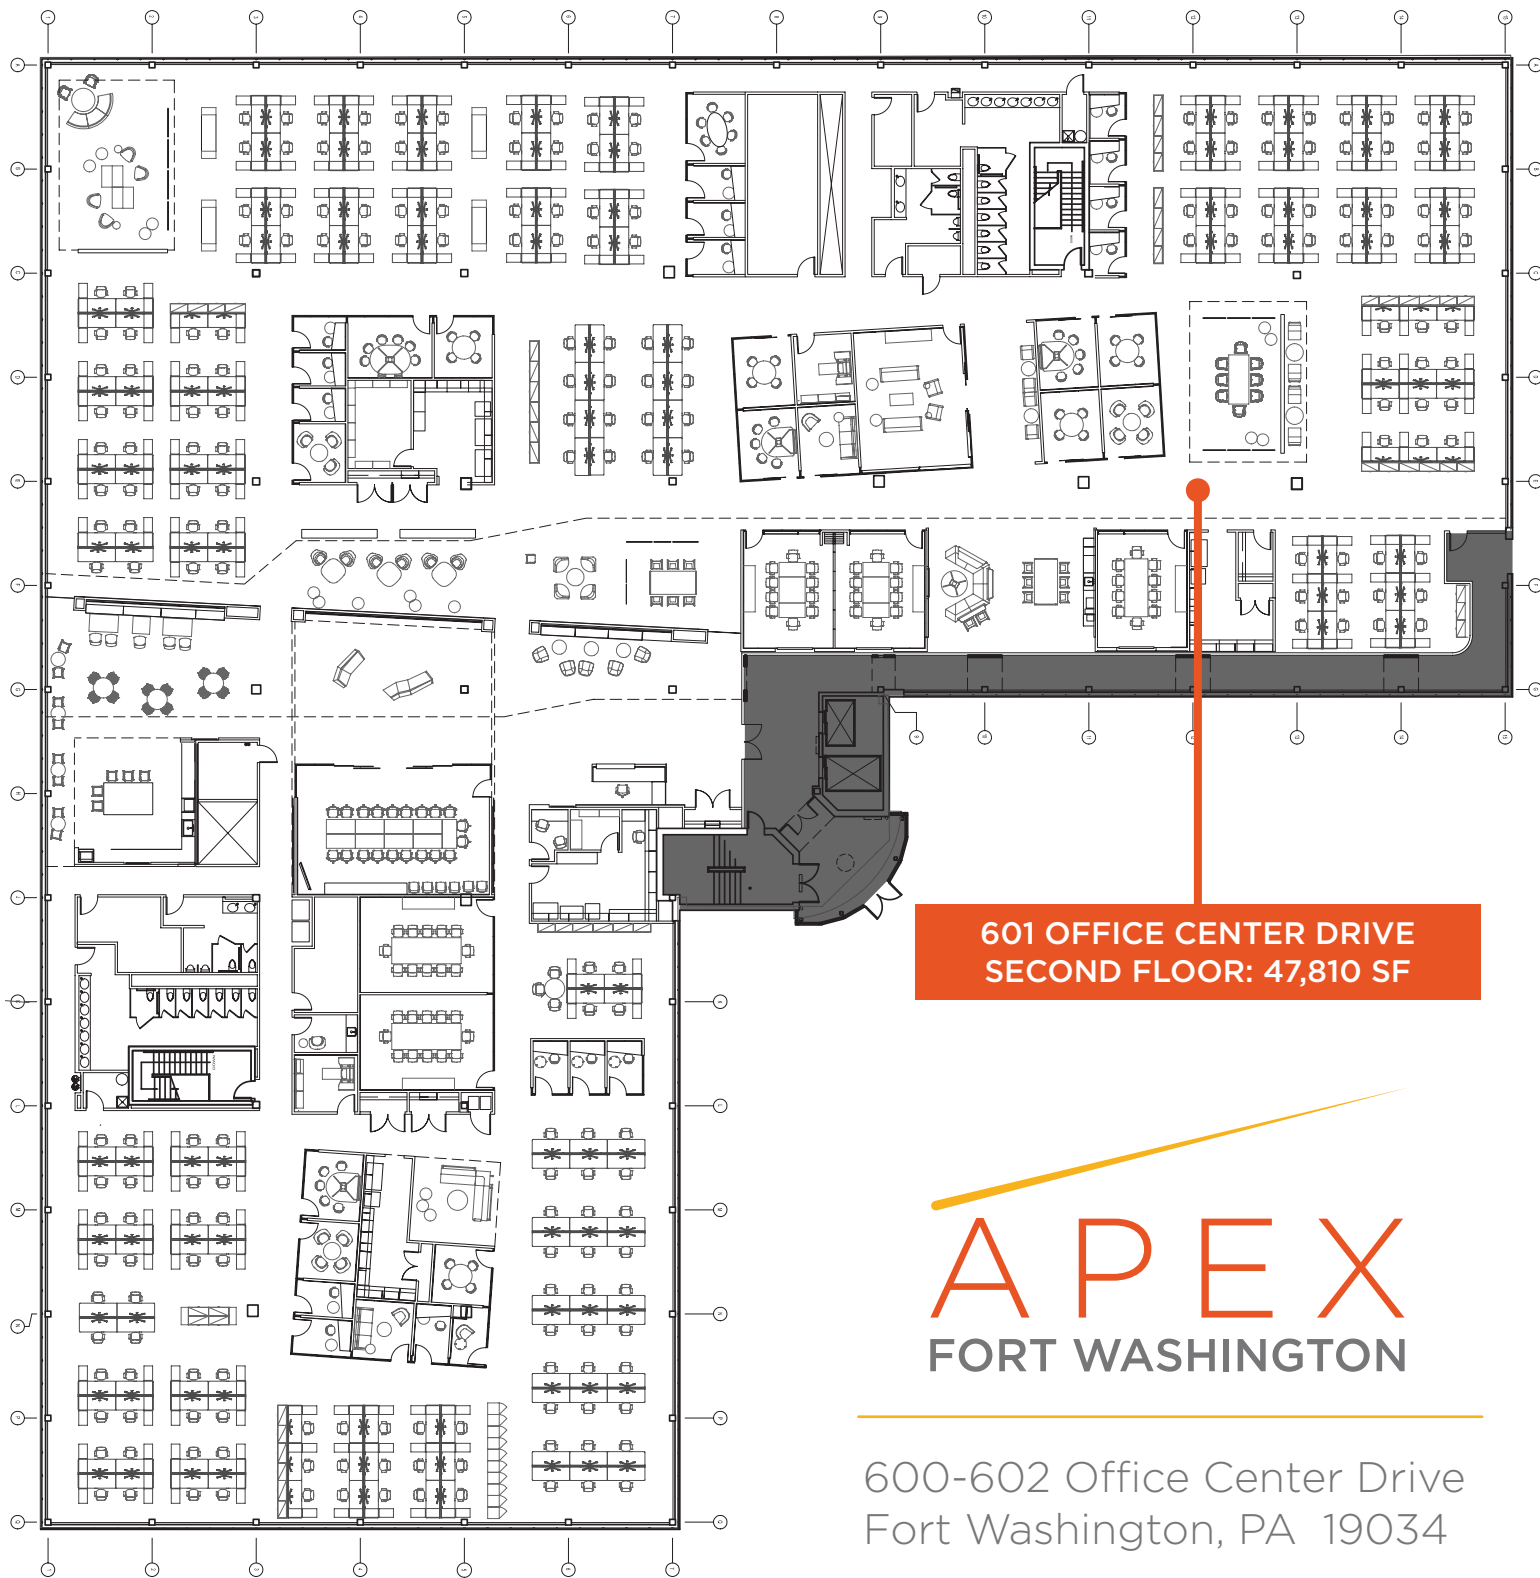 601 OFFICE CENTER DRIVE
SECOND FLOOR: 47,810 SF
APEX
FORT WASHINGTON
600-602 Office Center Drive
Fort Washington, PA 19034